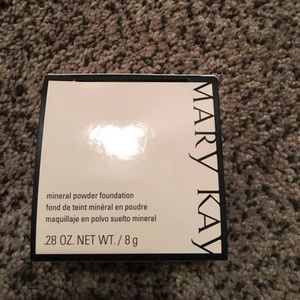 MARY KAY
mineral powder foundation
fond de teint minéral en poudre
maquillaje en polvo suelto mineral
.28 OZ. NET WT. / 8 g